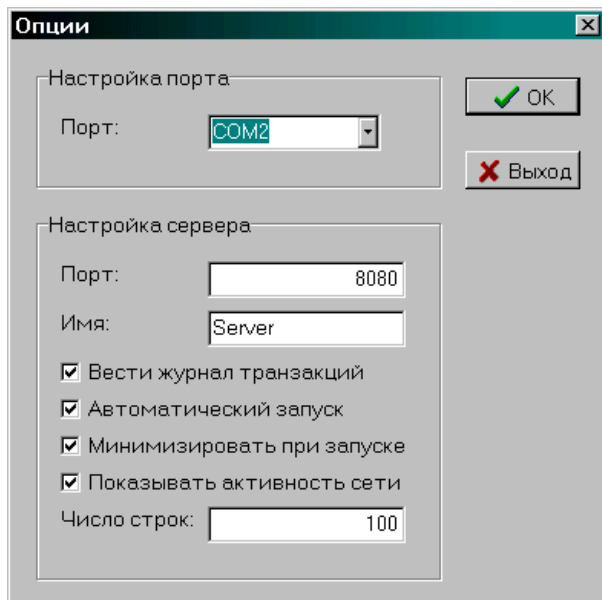 Опции
Настройка порта
Порт: COM2
OK
Выход
Настройка сервера
Порт: 8080
Имя: Server
Вести журнал транзакций
Автоматический запуск
Минимизировать при запуске
Показывать активность сети
Число строк: 100